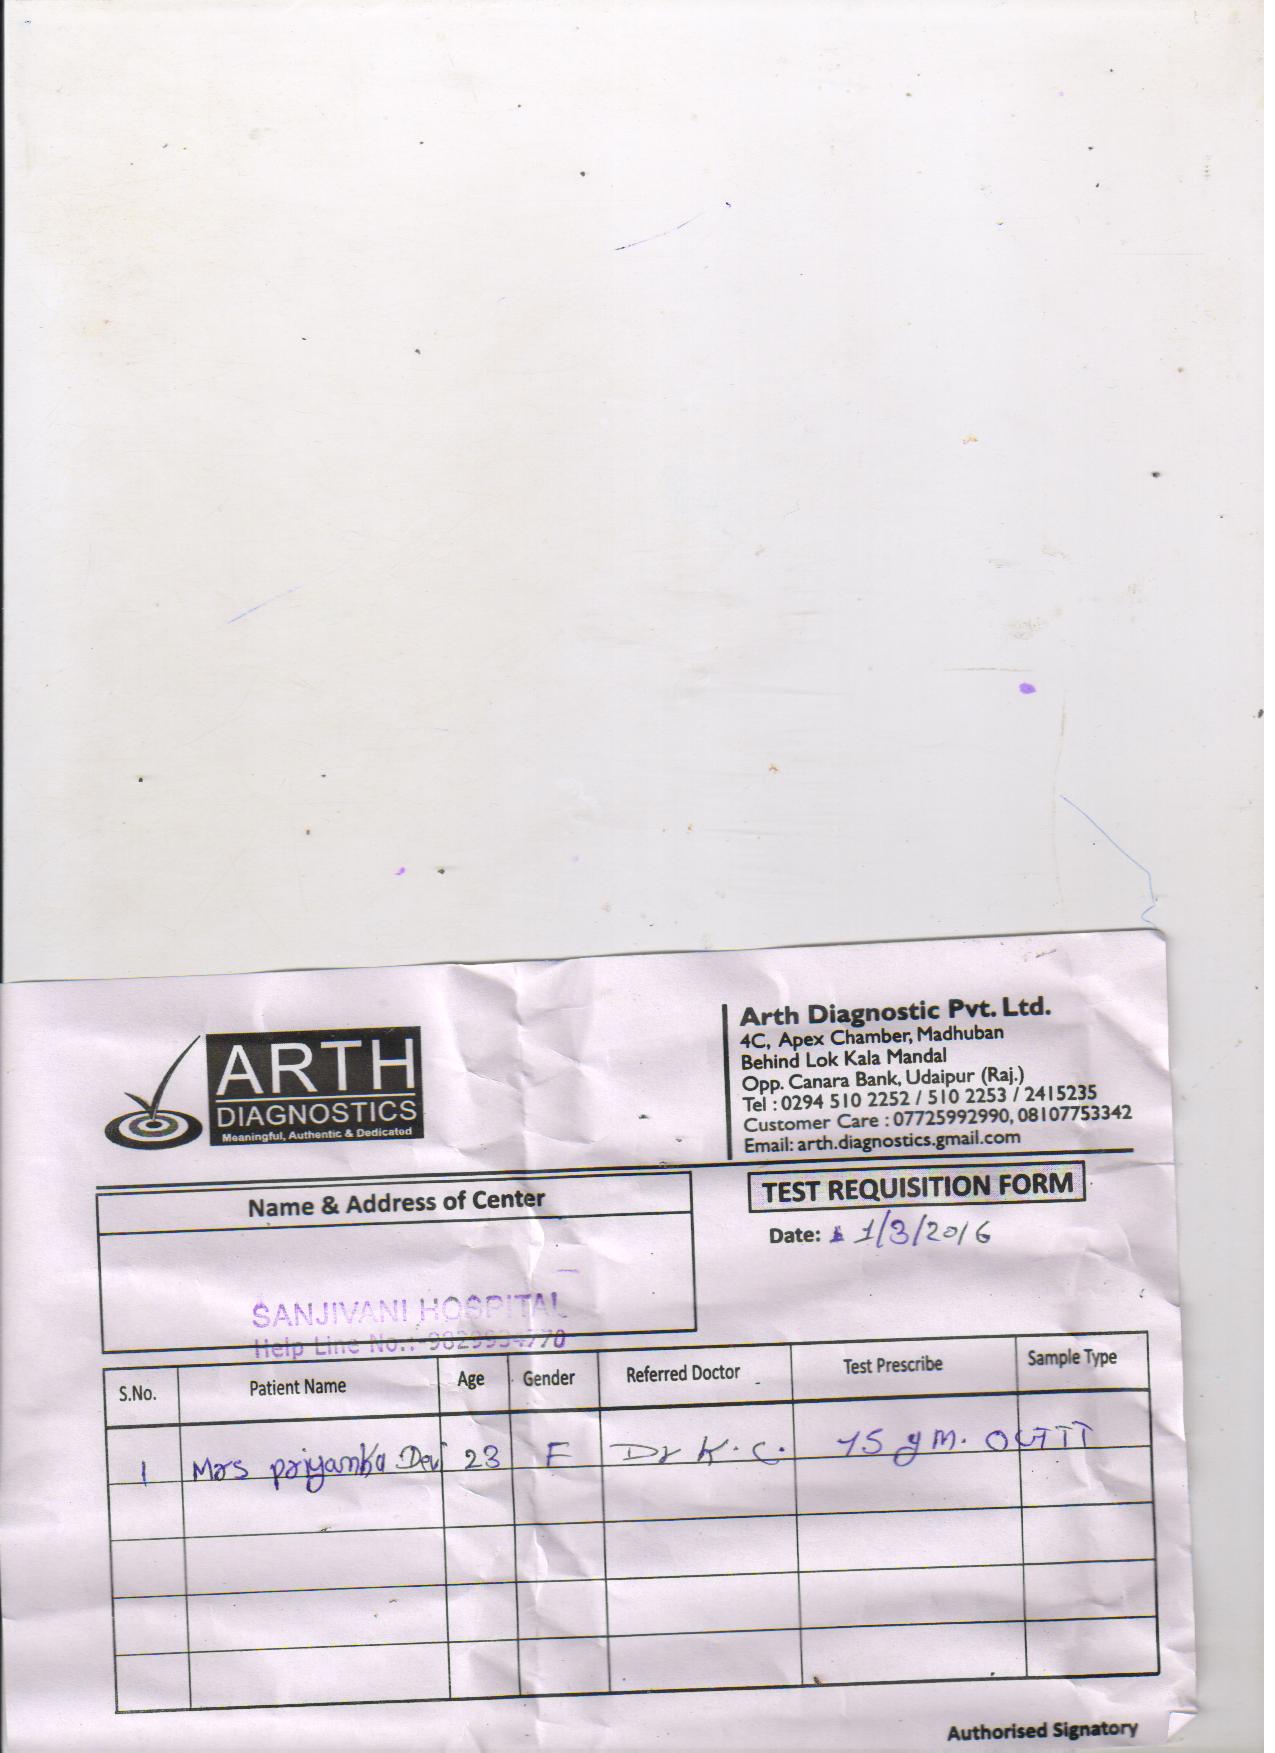 ARTH
DIAGNOSTICS
Meaningful, Authentic & Dedicated
Arth Diagnostic Pvt. Ltd.
4C, Apex Chamber, Madhuban
Behind Lok Kala Mandal
Opp. Canara Bank, Udaipur (Raj.)
Tel : 0294 510 2252 / 510 2253 / 2415235
Customer Care : 07725992990, 08107753342
Email: arth.diagnostics.gmail.com
Name & Address of Center
TEST REQUISITION FORM
Date: 1/3/2016
SANJIVANI HOSPITAL
Help Line No.:-
S.No. Patient Name Age Gender Referred Doctor Test Prescribe Sample Type
1 Mrs Priyanka Devi 23 F Dr K.C. 75 gm. OGTT
Authorised Signatory